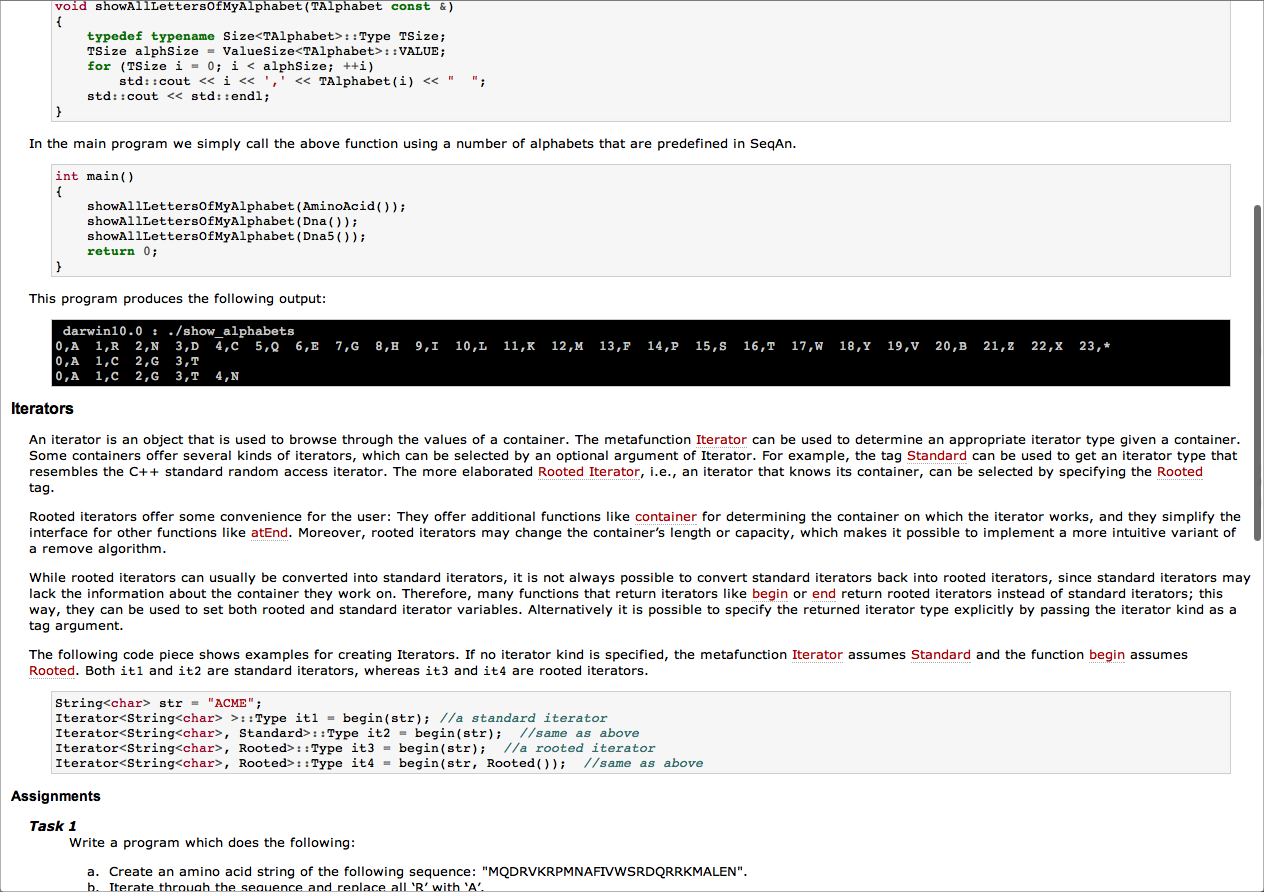 void showAllLettersOfMyAlphabet(TAlphabet const &)
{
    typedef typename Size<TAlphabet>::Type TSize;
    TSize alphSize = ValueSize<TAlphabet>::VALUE;
    for (TSize i = 0; i < alphSize; ++i)
        std::cout << i << ',' << TAlphabet(i) << "  ";
    std::cout << std::endl;
}
In the main program we simply call the above function using a number of alphabets that are predefined in SeqAn.
int main()
{
    showAllLettersOfMyAlphabet(AminoAcid());
    showAllLettersOfMyAlphabet(Dna());
    showAllLettersOfMyAlphabet(Dna5());
    return 0;
}
This program produces the following output:
darwin10.0 : ./show_alphabets
0,A  1,R  2,N  3,D  4,C  5,Q  6,E  7,G  8,H  9,I  10,L  11,K  12,M  13,F  14,P  15,S  16,T  17,W  18,Y  19,V  20,B  21,Z  22,X  23,*
0,A  1,C  2,G  3,T
0,A  1,C  2,G  3,T  4,N
Iterators
An iterator is an object that is used to browse through the values of a container. The metafunction Iterator can be used to determine an appropriate iterator type given a container.
Some containers offer several kinds of iterators, which can be selected by an optional argument of Iterator. For example, the tag Standard can be used to get an iterator type that
resembles the C++ standard random access iterator. The more elaborated Rooted Iterator, i.e., an iterator that knows its container, can be selected by specifying the Rooted
tag.
Rooted iterators offer some convenience for the user: They offer additional functions like container for determining the container on which the iterator works, and they simplify the
interface for other functions like atEnd. Moreover, rooted iterators may change the container’s length or capacity, which makes it possible to implement a more intuitive variant of
a remove algorithm.
While rooted iterators can usually be converted into standard iterators, it is not always possible to convert standard iterators back into rooted iterators, since standard iterators may
lack the information about the container they work on. Therefore, many functions that return iterators like begin or end return rooted iterators instead of standard iterators; this
way, they can be used to set both rooted and standard iterator variables. Alternatively it is possible to specify the returned iterator type explicitly by passing the iterator kind as a
tag argument.
The following code piece shows examples for creating Iterators. If no iterator kind is specified, the metafunction Iterator assumes Standard and the function begin assumes
Rooted. Both it1 and it2 are standard iterators, whereas it3 and it4 are rooted iterators.
String<char> str = "ACME";
Iterator<String<char> >::Type it1 = begin(str); //a standard iterator
Iterator<String<char>, Standard>::Type it2 = begin(str);  //same as above
Iterator<String<char>, Rooted>::Type it3 = begin(str);  //a rooted iterator
Iterator<String<char>, Rooted>::Type it4 = begin(str, Rooted());  //same as above
Assignments
Task 1
Write a program which does the following:
a. Create an amino acid string of the following sequence: "MQDRVKRPMNAFIVWSRDQRRKMALEN".
b. Iterate through the sequence and replace all ‘R’ with ‘A’.